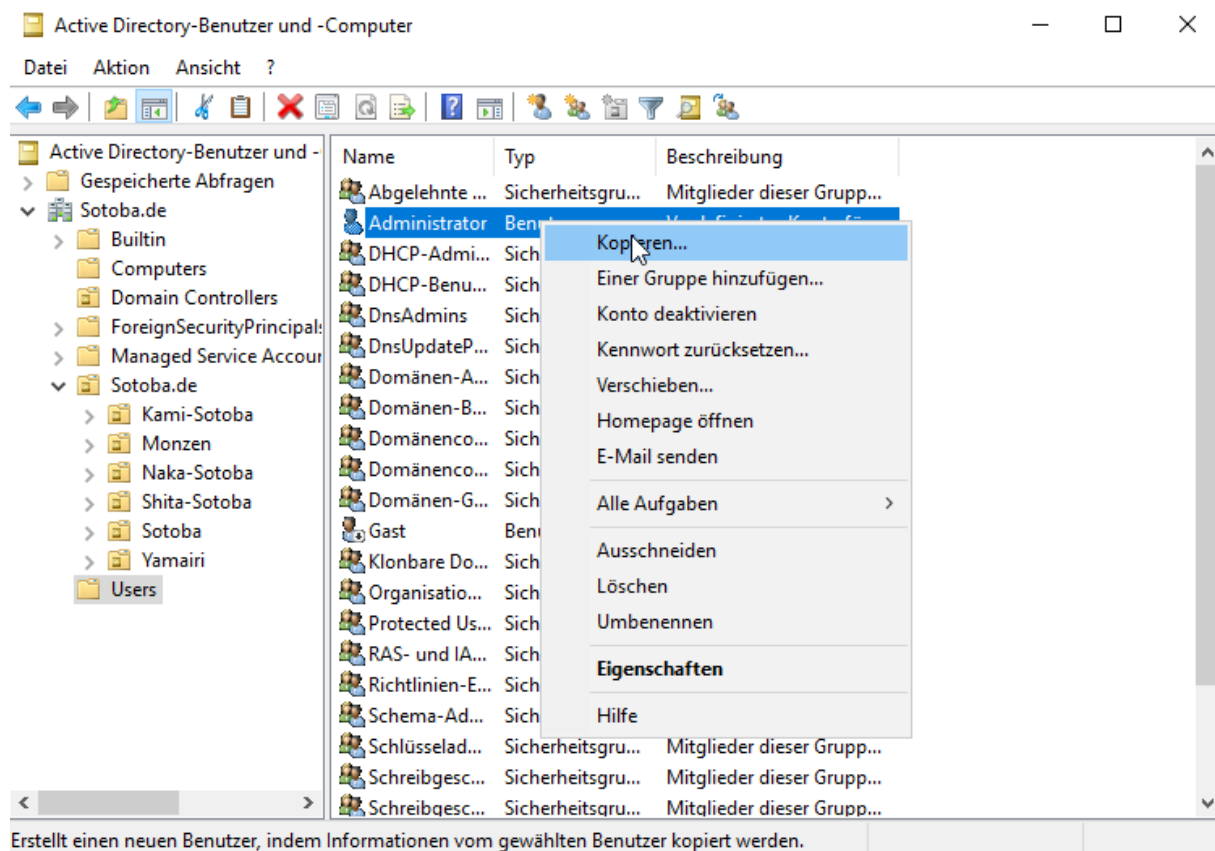 Active Directory-Benutzer und -Computer
Datei Aktion Ansicht ?
Active Directory-Benutzer und -
Gespeicherte Abfragen
Sotoba.de
Builtin
Computers
Domain Controllers
ForeignSecurityPrincipal
Managed Service Accour
Sotoba.de
Kami-Sotoba
Monzen
Naka-Sotoba
Shita-Sotoba
Sotoba
Yamairi
Users
Name Typ Beschreibung
Abgelehnte ... Sicherheitsgru... Mitglieder dieser Grupp...
Administrator
DHCP-Admi... Sich
DHCP-Benu... Sich
DnsAdmins Sich
DnsUpdateP... Sich
Domänen-A... Sich
Domänen-B... Sich
Domänenco... Sich
Domänenco... Sich
Domänen-G... Sich
Gast Ben
Klonbare Do... Sich
Organisatio... Sich
Protected Us... Sich
RAS- und IA... Sich
Richtlinien-E... Sich
Schema-Ad... Sich
Schlüsselad... Sicherheitsgru... Mitglieder dieser Grupp...
Schreibgesc... Sicherheitsgru... Mitglieder dieser Grupp...
Schreibgesc... Sicherheitsgru... Mitglieder dieser Grupp...
Kopieren...
Einer Gruppe hinzufügen...
Konto deaktivieren
Kennwort zurücksetzen...
Verschieben...
Homepage öffnen
E-Mail senden
Alle Aufgaben
Ausschneiden
Löschen
Umbenennen
Eigenschaften
Hilfe
Erstellt einen neuen Benutzer, indem Informationen vom gewählten Benutzer kopiert werden.